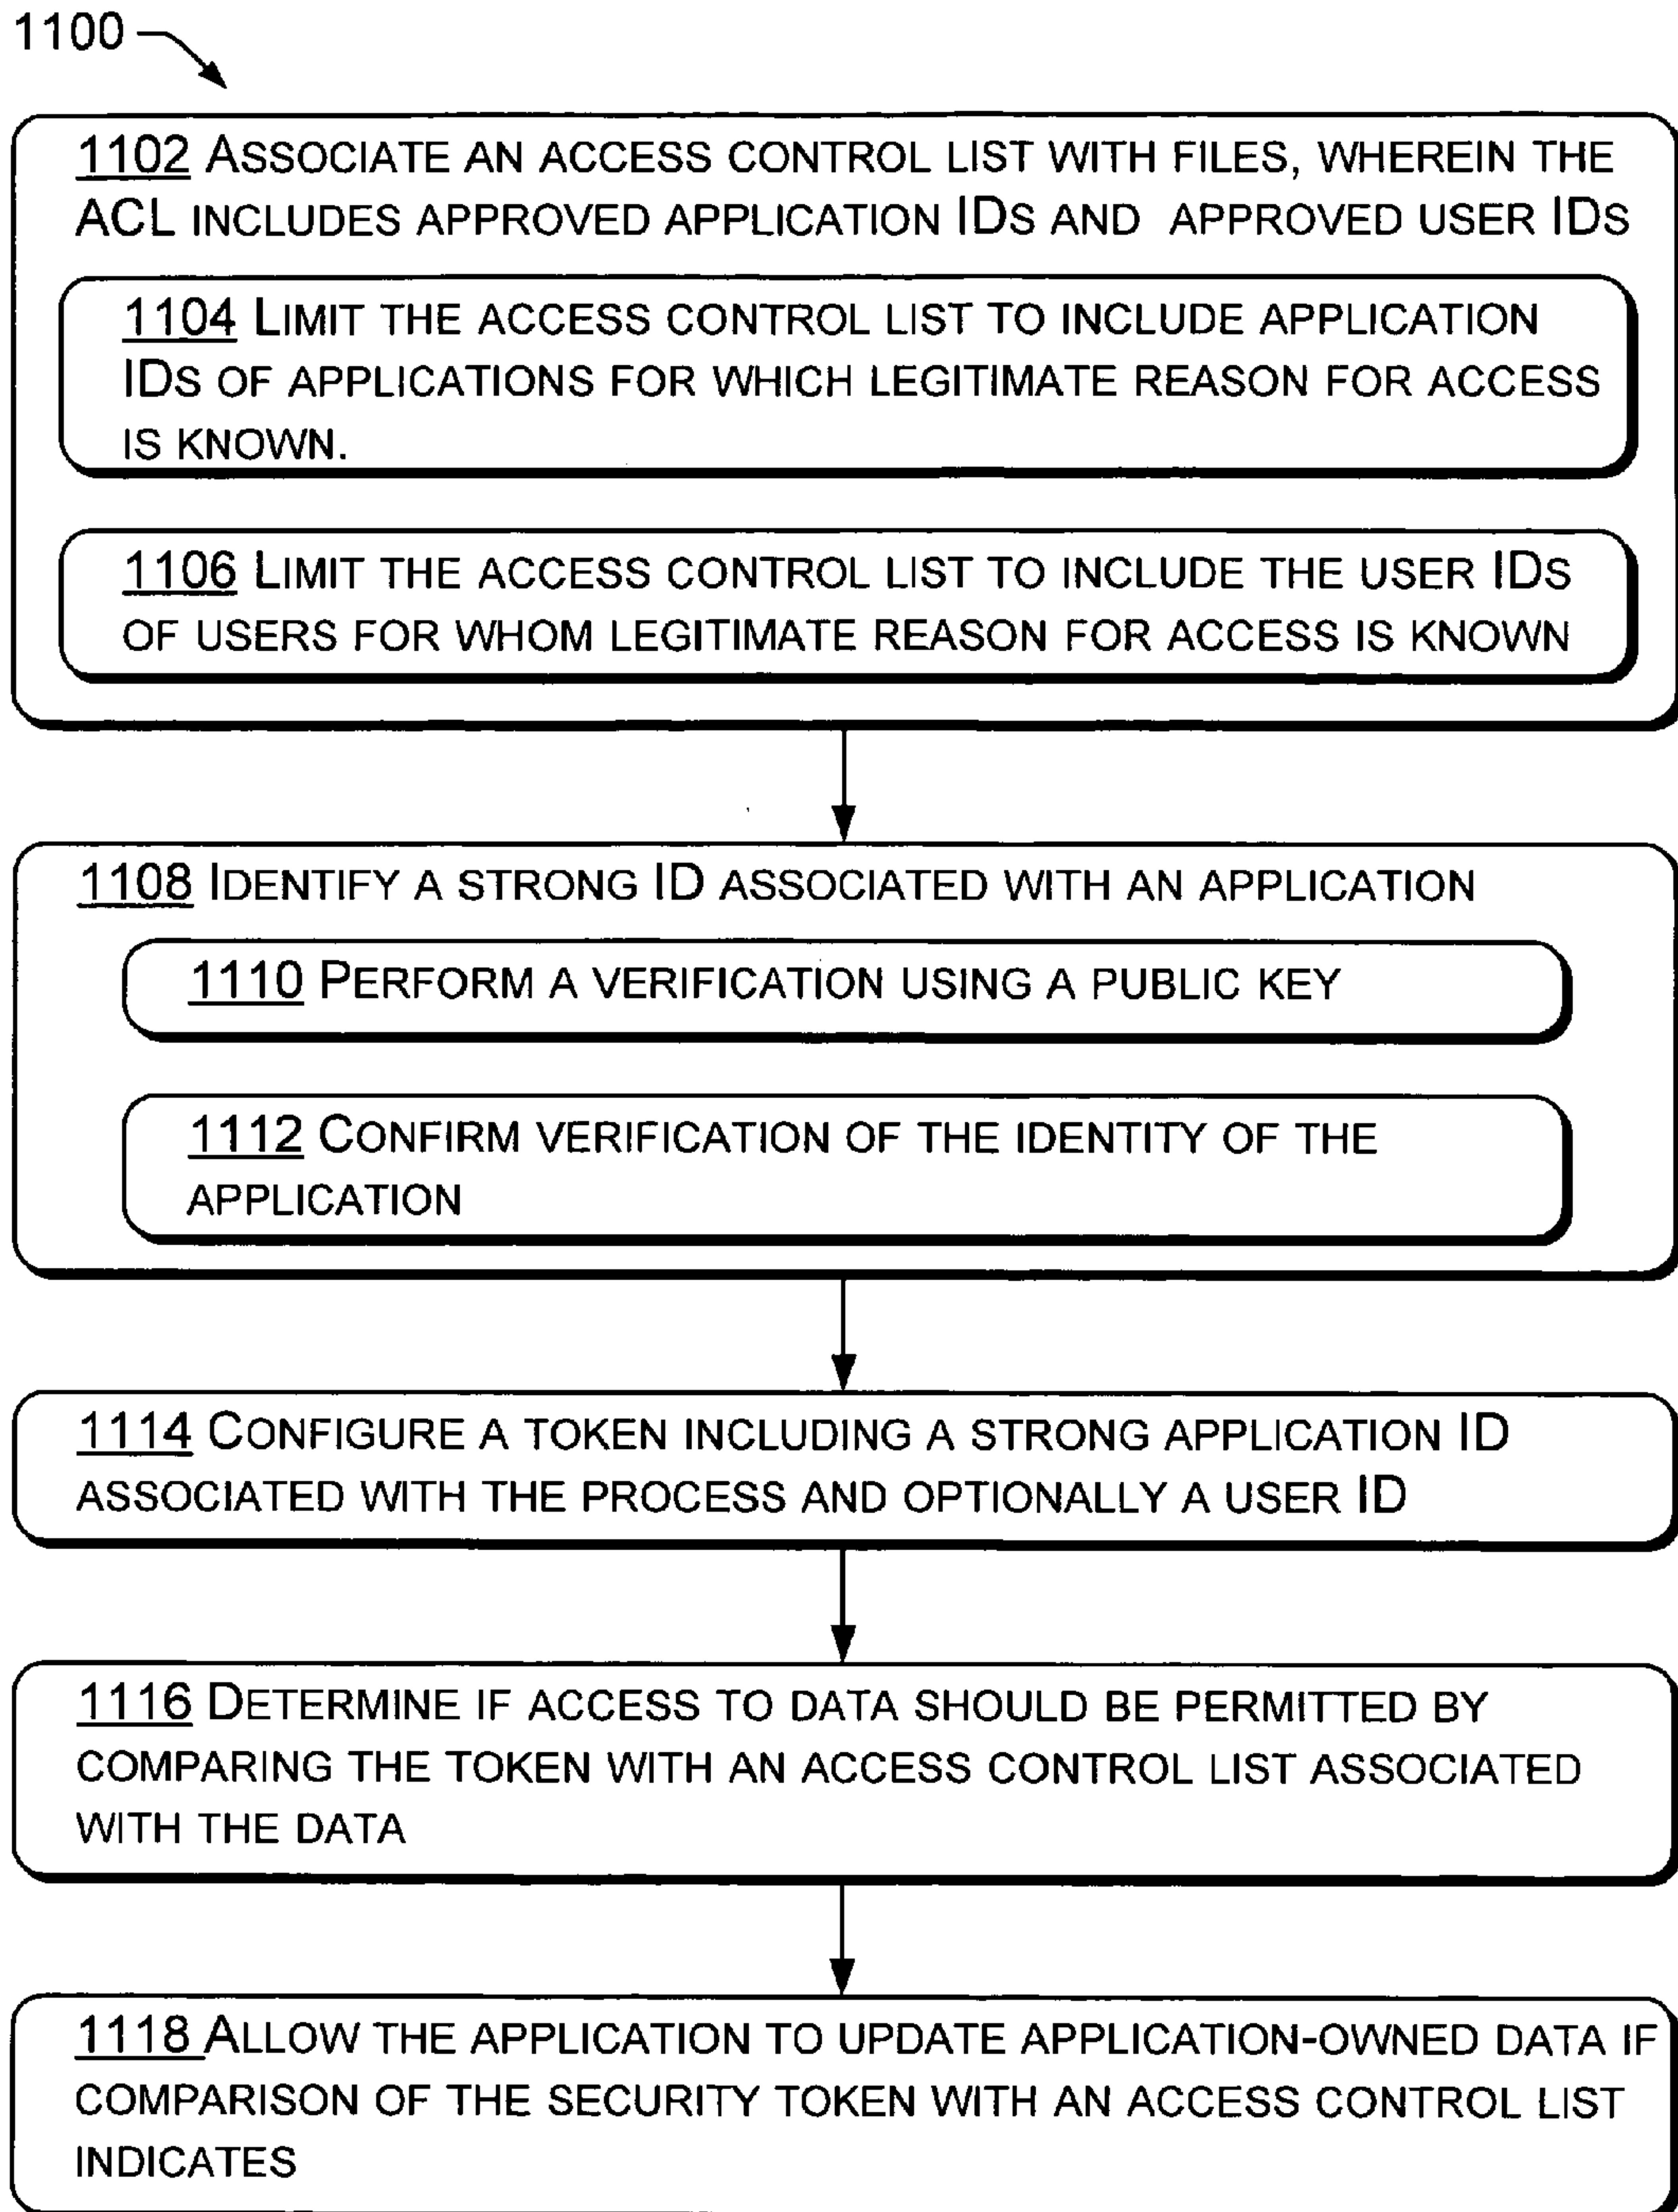 1100
1102 ASSOCIATE AN ACCESS CONTROL LIST WITH FILES, WHEREIN THE
ACL INCLUDES APPROVED APPLICATION IDS AND APPROVED USER IDS
1104 LIMIT THE ACCESS CONTROL LIST TO INCLUDE APPLICATION
IDS OF APPLICATIONS FOR WHICH LEGITIMATE REASON FOR ACCESS
IS KNOWN.
1106 LIMIT THE ACCESS CONTROL LIST TO INCLUDE THE USER IDS
OF USERS FOR WHOM LEGITIMATE REASON FOR ACCESS IS KNOWN
1108 IDENTIFY A STRONG ID ASSOCIATED WITH AN APPLICATION
1110 PERFORM A VERIFICATION USING A PUBLIC KEY
1112 CONFIRM VERIFICATION OF THE IDENTITY OF THE
APPLICATION
1114 CONFIGURE A TOKEN INCLUDING A STRONG APPLICATION ID
ASSOCIATED WITH THE PROCESS AND OPTIONALLY A USER ID
1116 DETERMINE IF ACCESS TO DATA SHOULD BE PERMITTED BY
COMPARING THE TOKEN WITH AN ACCESS CONTROL LIST ASSOCIATED
WITH THE DATA
1118 ALLOW THE APPLICATION TO UPDATE APPLICATION-OWNED DATA IF
COMPARISON OF THE SECURITY TOKEN WITH AN ACCESS CONTROL LIST
INDICATES